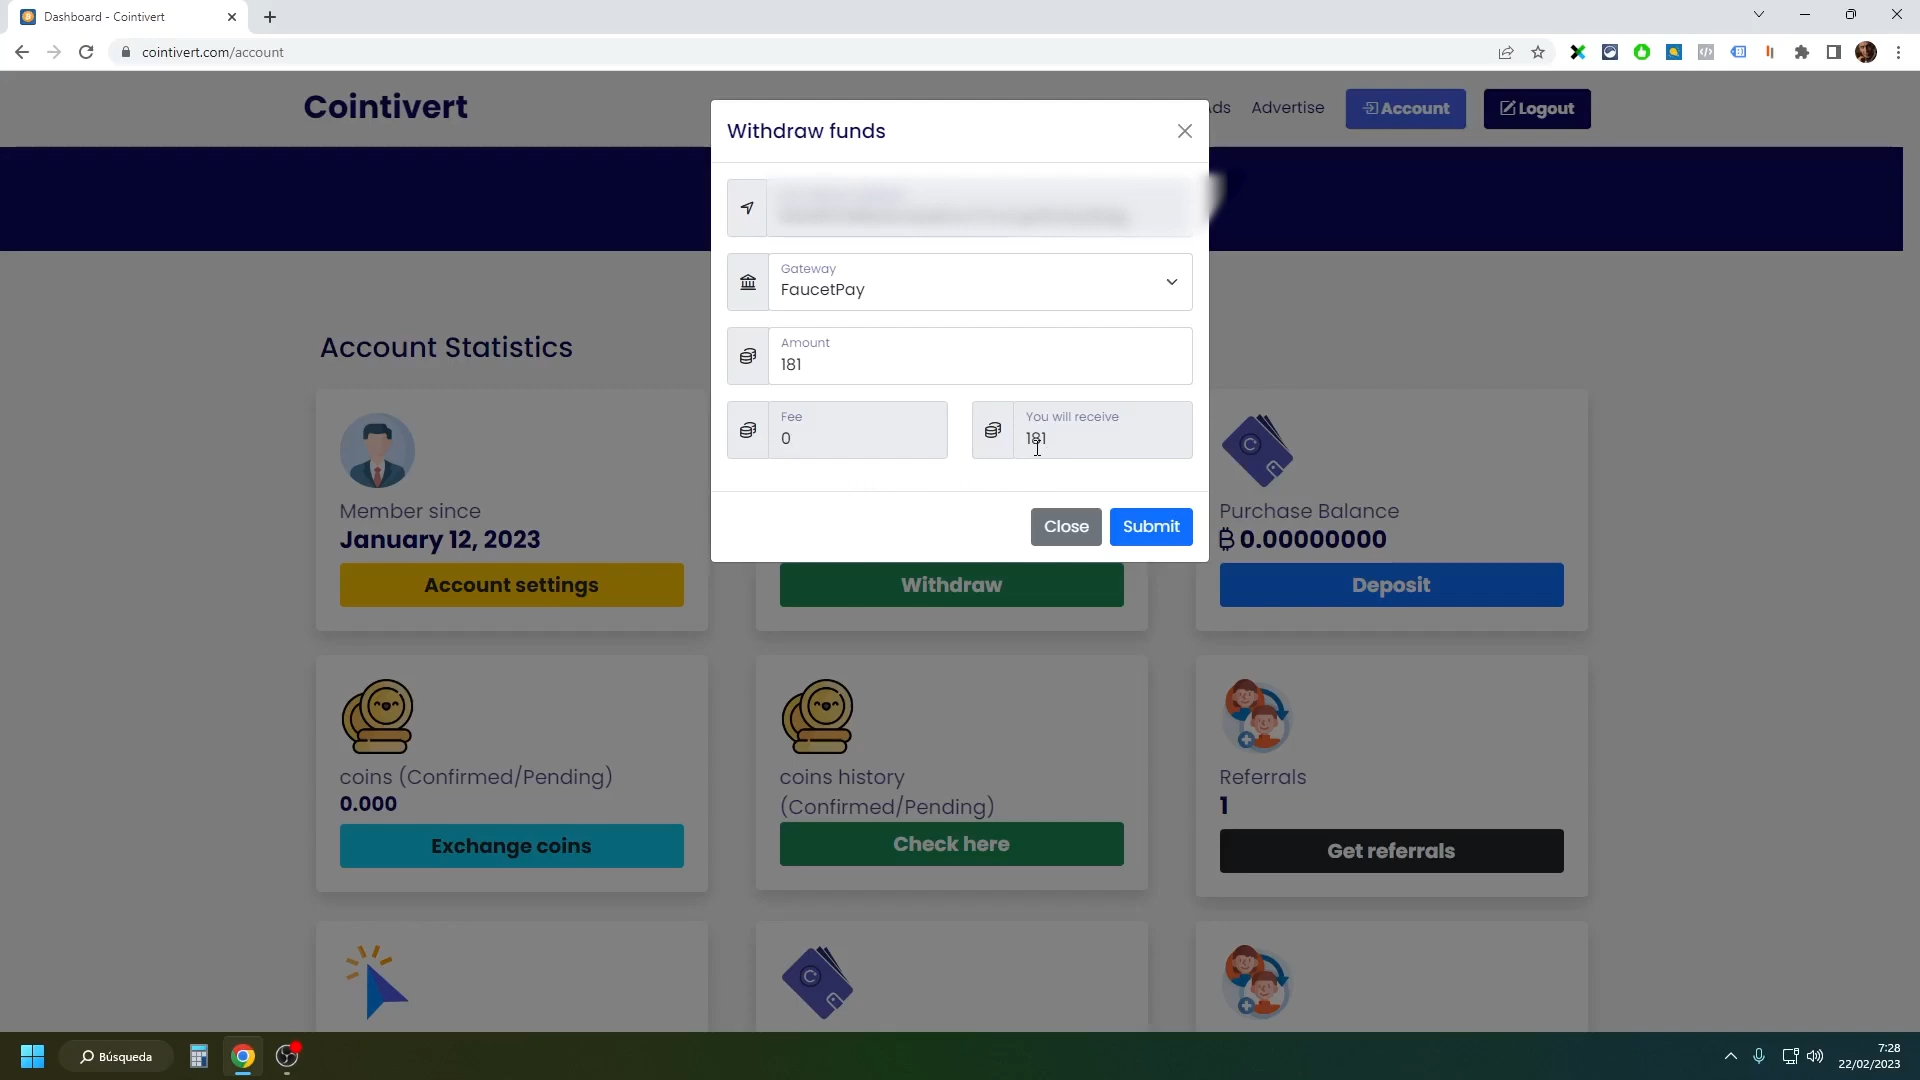 Dashboard - Cointivert
cointivert.com/account
Cointivert
Ads
Advertise
Account
Logout
Withdraw funds
Gateway
FaucetPay
Amount
181
Fee
0
You will receive
181
Close
Submit
Account Statistics
Member since
January 12, 2023
Account settings
Withdraw
Purchase Balance
₿ 0.00000000
Deposit
coins (Confirmed/Pending)
0.000
Exchange coins
coins history
(Confirmed/Pending)
Check here
Referrals
1
Get referrals
Búsqueda
7:28
22/02/2023